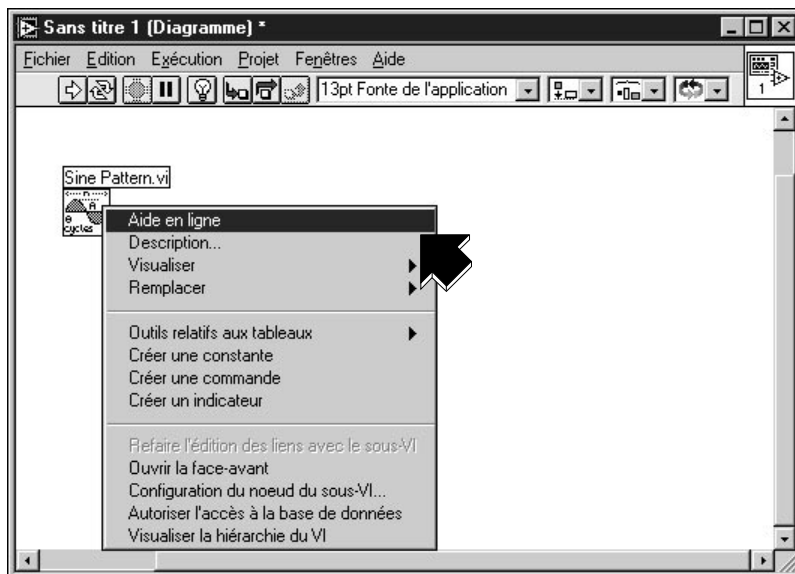 Sans titre 1 (Diagramme) *
Fichier Edition Exécution Projet Fenêtres Aide
13pt Fonte de l'application
1
Sine Pattern.vi
n
A
θ
cycles
Aide en ligne
Description...
Visualiser
Remplacer
Outils relatifs aux tableaux
Créer une constante
Créer une commande
Créer un indicateur
Refaire l'édition des liens avec le sous-VI
Ouvrir la face-avant
Configuration du noeud du sous-VI...
Autoriser l'accès à la base de données
Visualiser la hiérarchie du VI